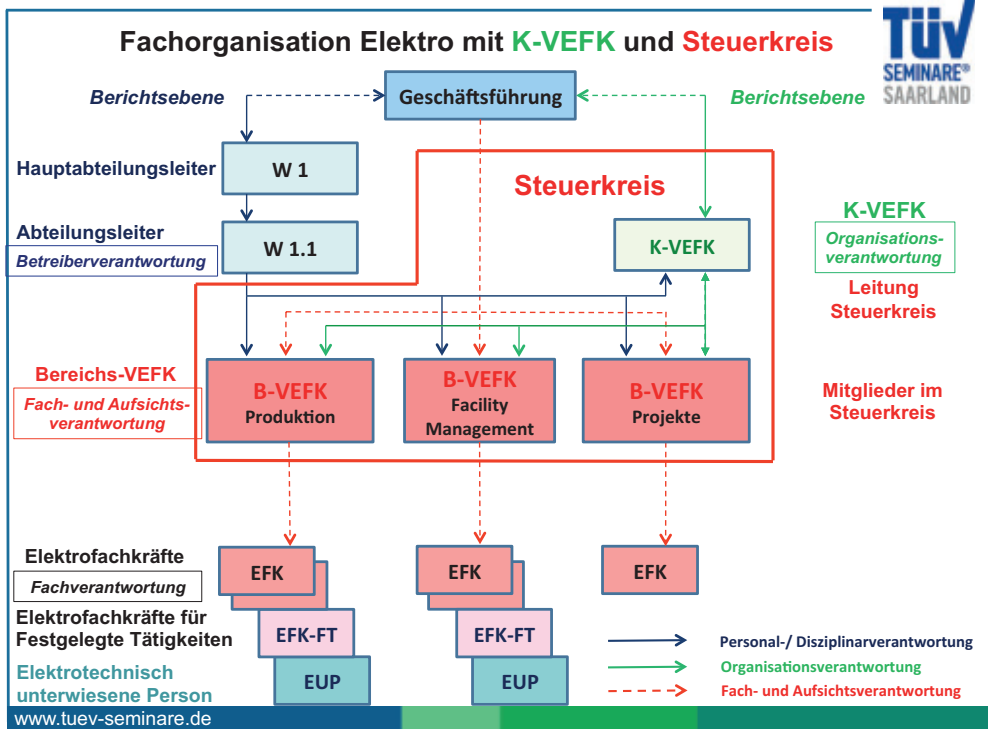 Fachorganisation Elektro mit K-VEFK und Steuerkreis
TÜV
SEMINARE®
SAARLAND
Berichtsebene
Geschäftsführung
Berichtsebene
Hauptabteilungsleiter
W 1
Steuerkreis
Abteilungsleiter
Betreiberverantwortung
W 1.1
K-VEFK
K-VEFK
Organisations-
verantwortung
Leitung
Steuerkreis
Bereichs-VEFK
Fach- und Aufsichts-
verantwortung
B-VEFK
Produktion
B-VEFK
Facility
Management
B-VEFK
Projekte
Mitglieder im
Steuerkreis
Elektrofachkräfte
Fachverantwortung
EFK
EFK
EFK
Elektrofachkräfte für
Festgelegte Tätigkeiten
EFK-FT
EFK-FT
Elektrotechnisch
unterwiesene Person
EUP
EUP
Personal-/ Disziplinarverantwortung
Organisationsverantwortung
Fach- und Aufsichtsverantwortung
www.tuev-seminare.de